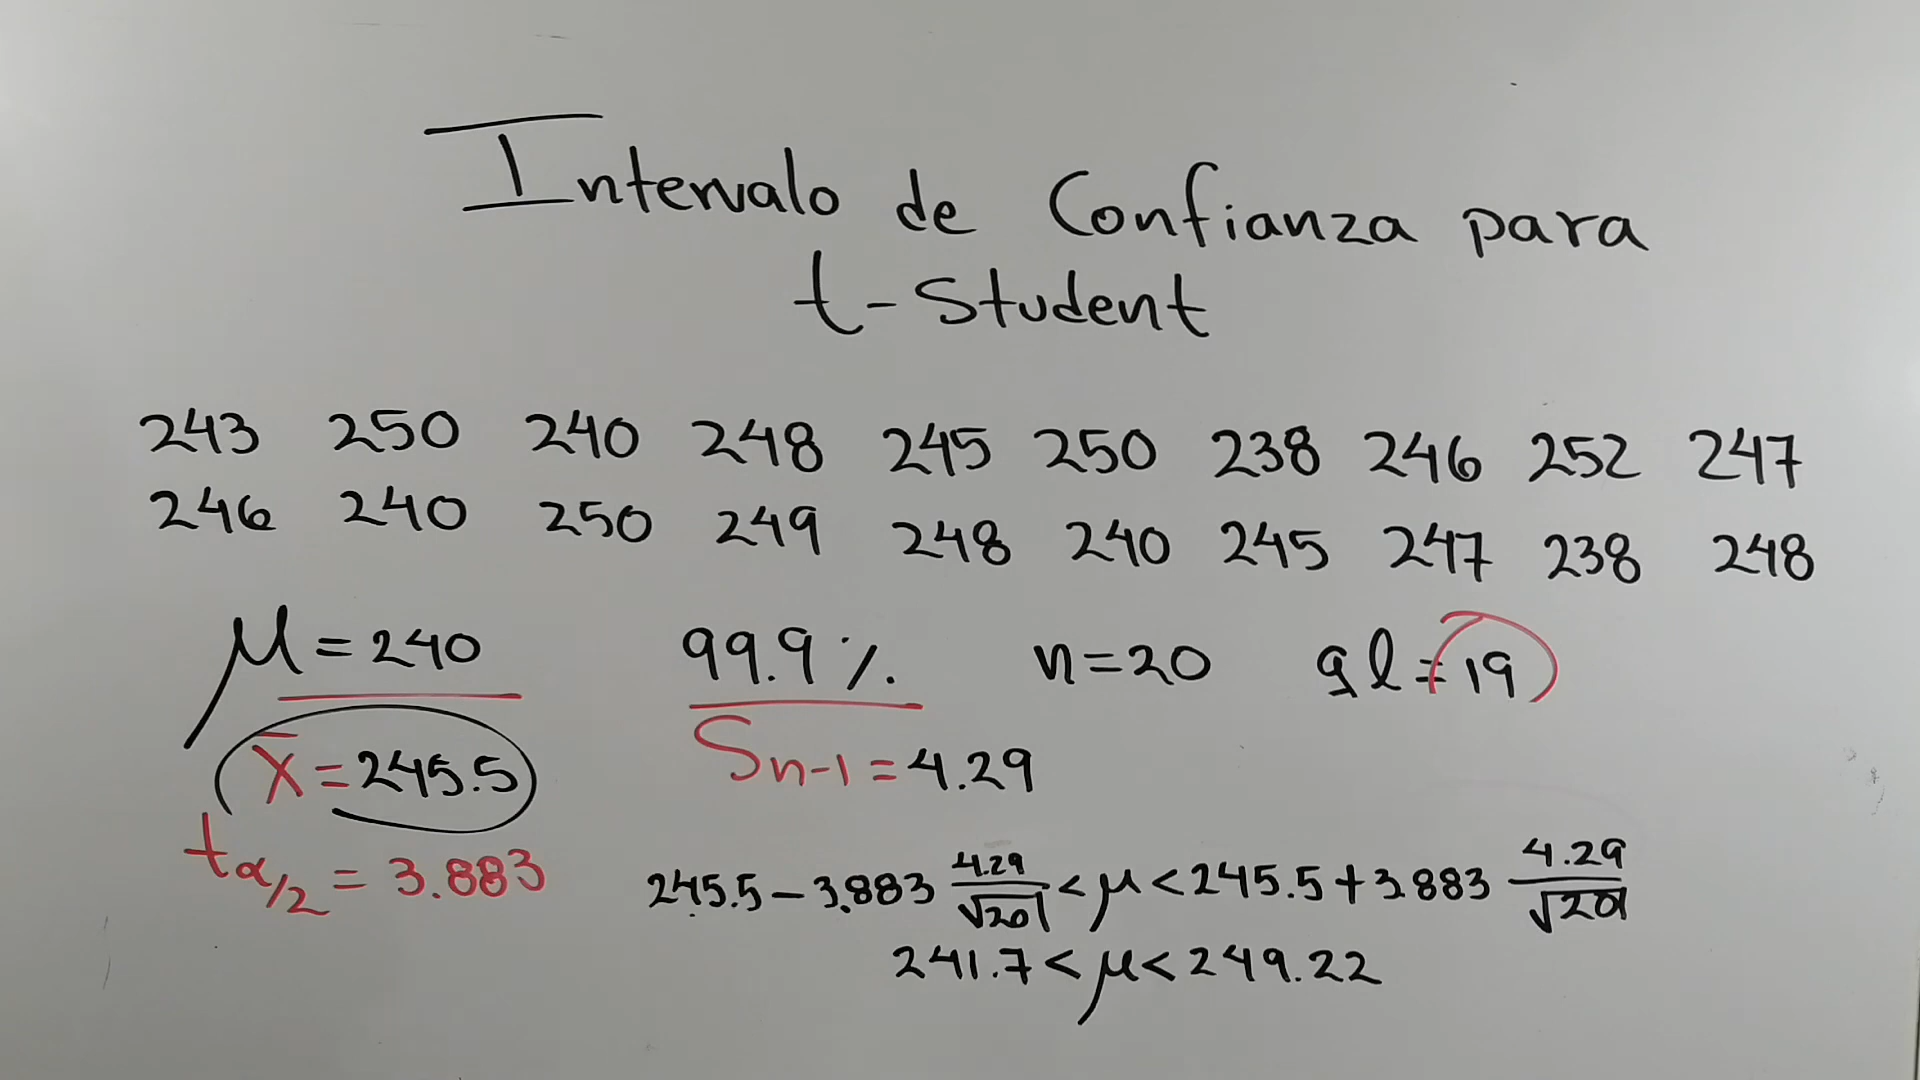 Intervalo de Confianza para
t-Student
243 250 240 248 245 250 238 246 252 247
246 240 250 249 248 240 245 247 238 248
μ=240 99.9% n=20 gl=19
x̄=245.5 Sn-1=4.29
tα/2=3.883
245.5-3.883 4.29/√20 <μ<245.5+3.883 4.29/√20
241.7<μ<249.22